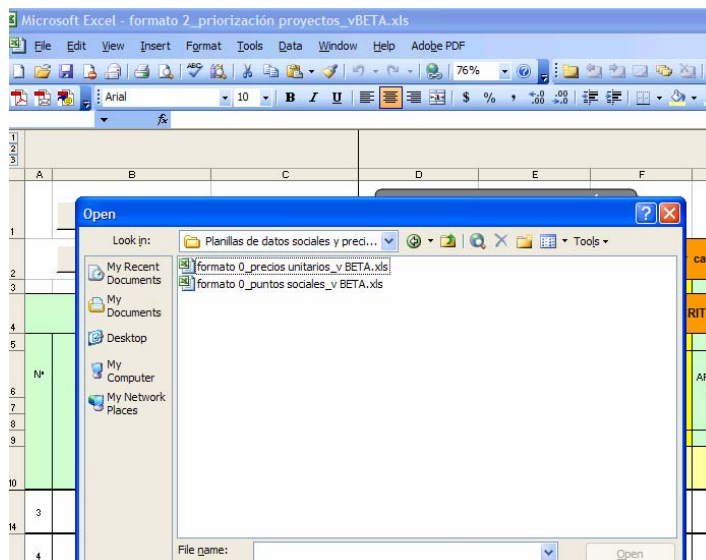 Microsoft Excel - formato 2_priorización proyectos_vBETA.xls
File Edit View Insert Format Tools Data Window Help Adobe PDF
76%
Arial 10 B I U $ % ,
fx
1
2
3
A B C D E F
Open
Look in: Planillas de datos sociales y preci... Tools
My Recent Documents
My Documents
Desktop
My Computer
My Network Places
formato 0_precios unitarios_v BETA.xls
formato 0_puntos sociales_v BETA.xls
File name: Open
1
2
ca
3
4
RIT
5
N°
6
7
8
9
10
3
14
4